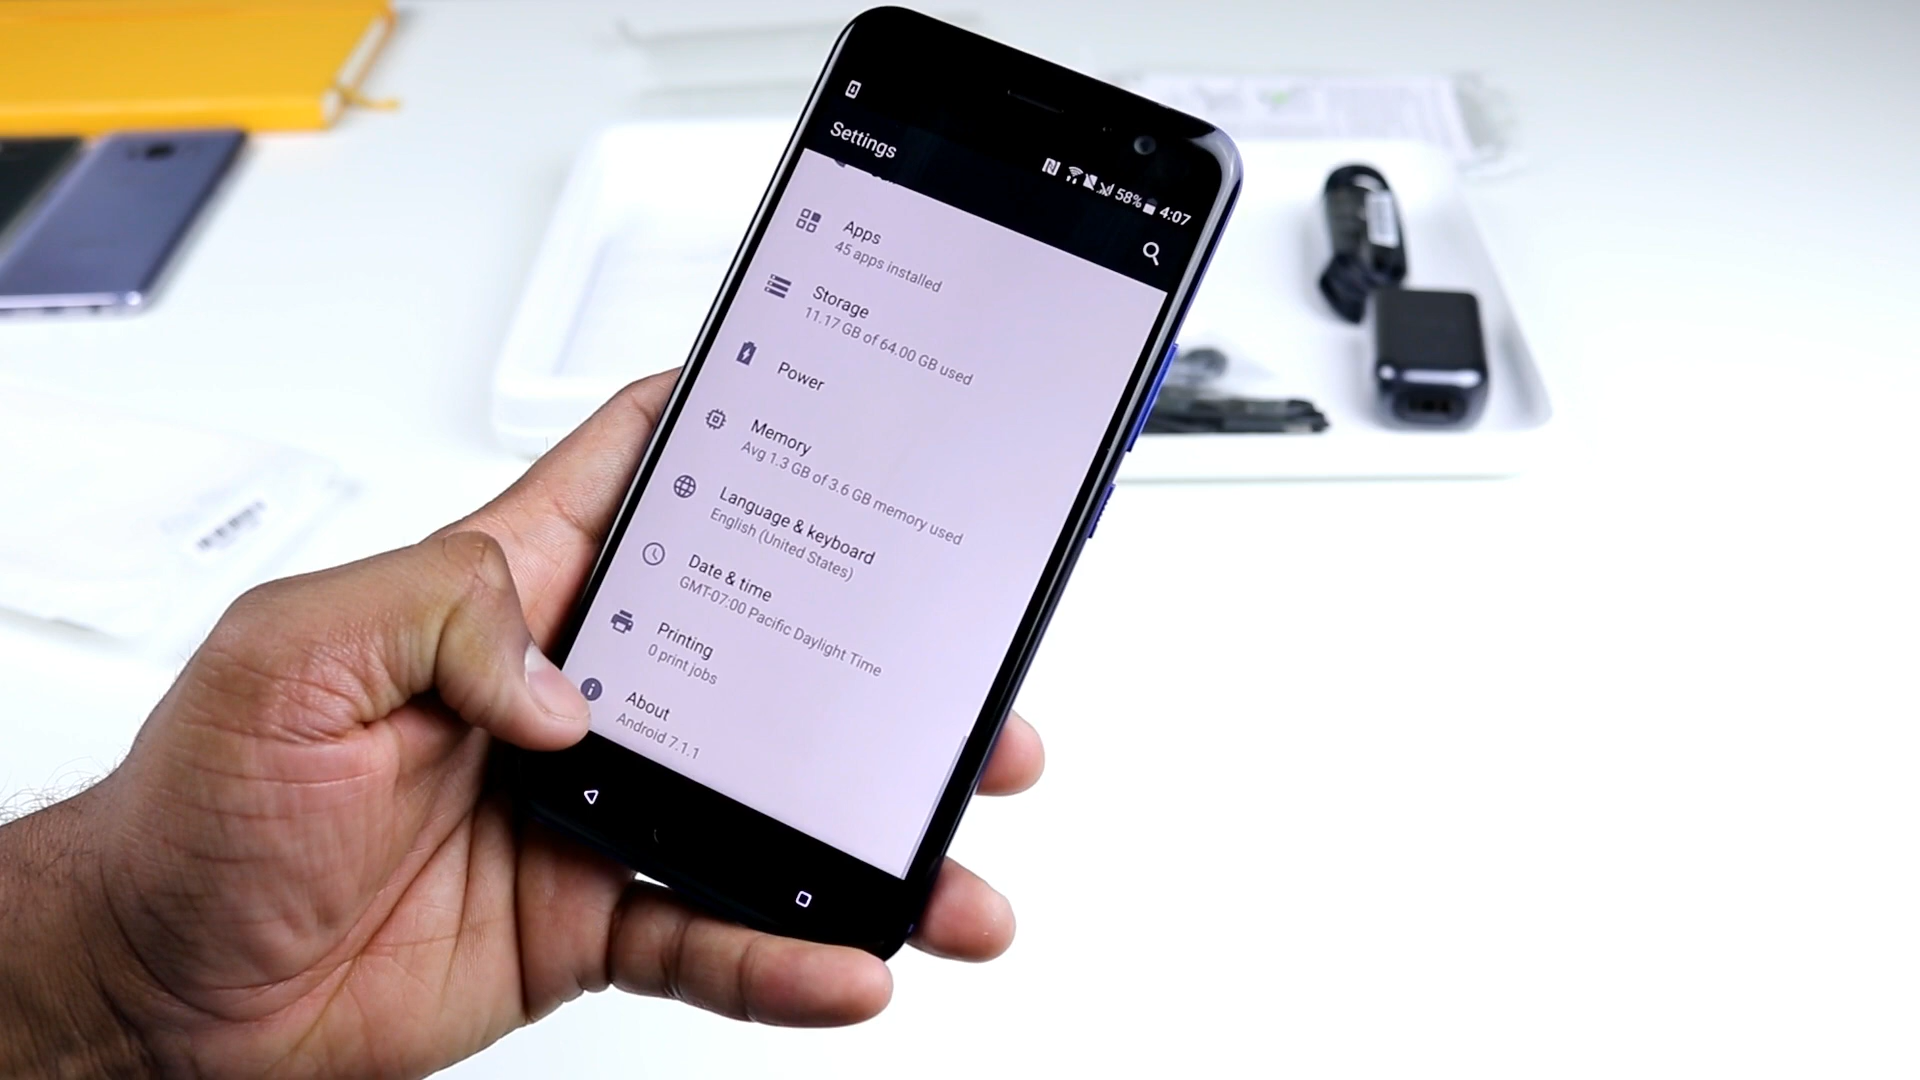 Settings
58% 4:07
Apps
45 apps installed
Storage
11.17 GB of 64.00 GB used
Power
Memory
Avg 1.3 GB of 3.6 GB memory used
Language & keyboard
English (United States)
Date & time
GMT-07:00 Pacific Daylight Time
Printing
0 print jobs
About
Android 7.1.1